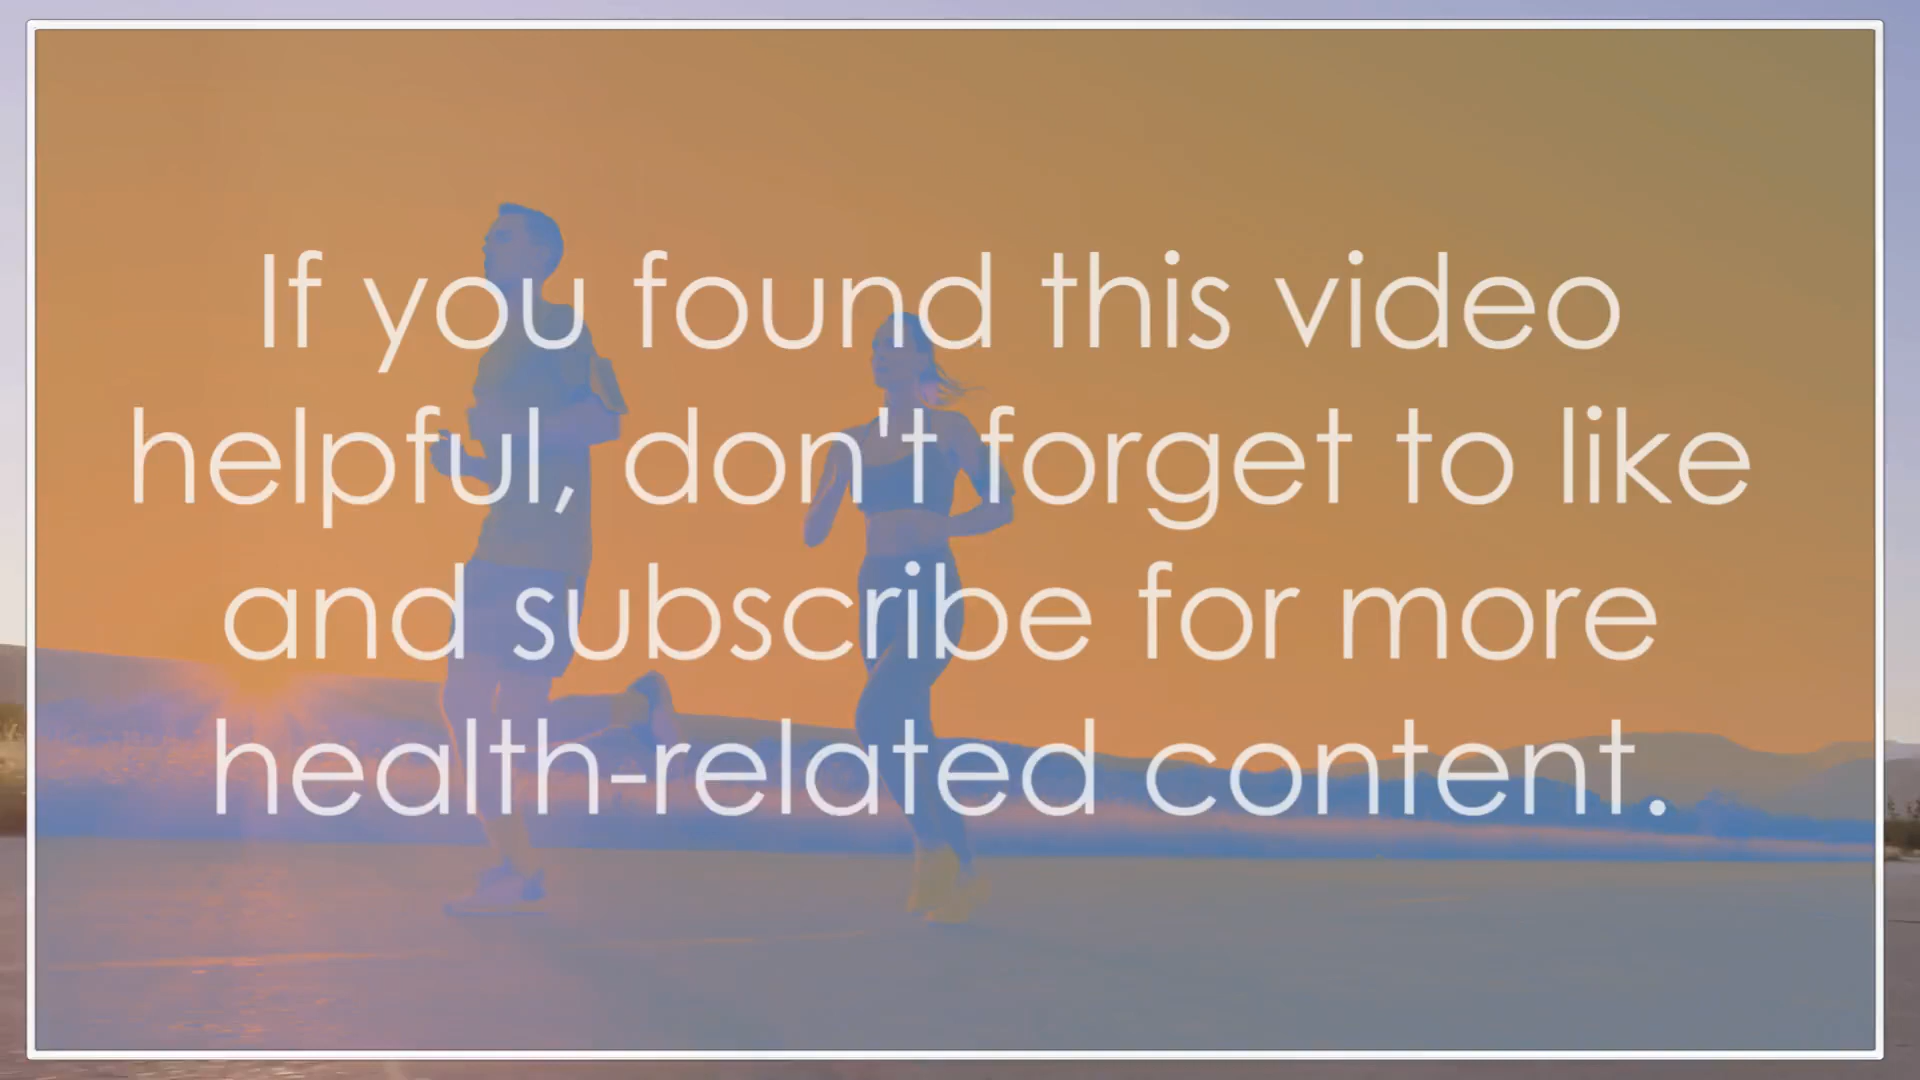 If you found this video
helpful, don't forget to like
and subscribe for more
health-related content.